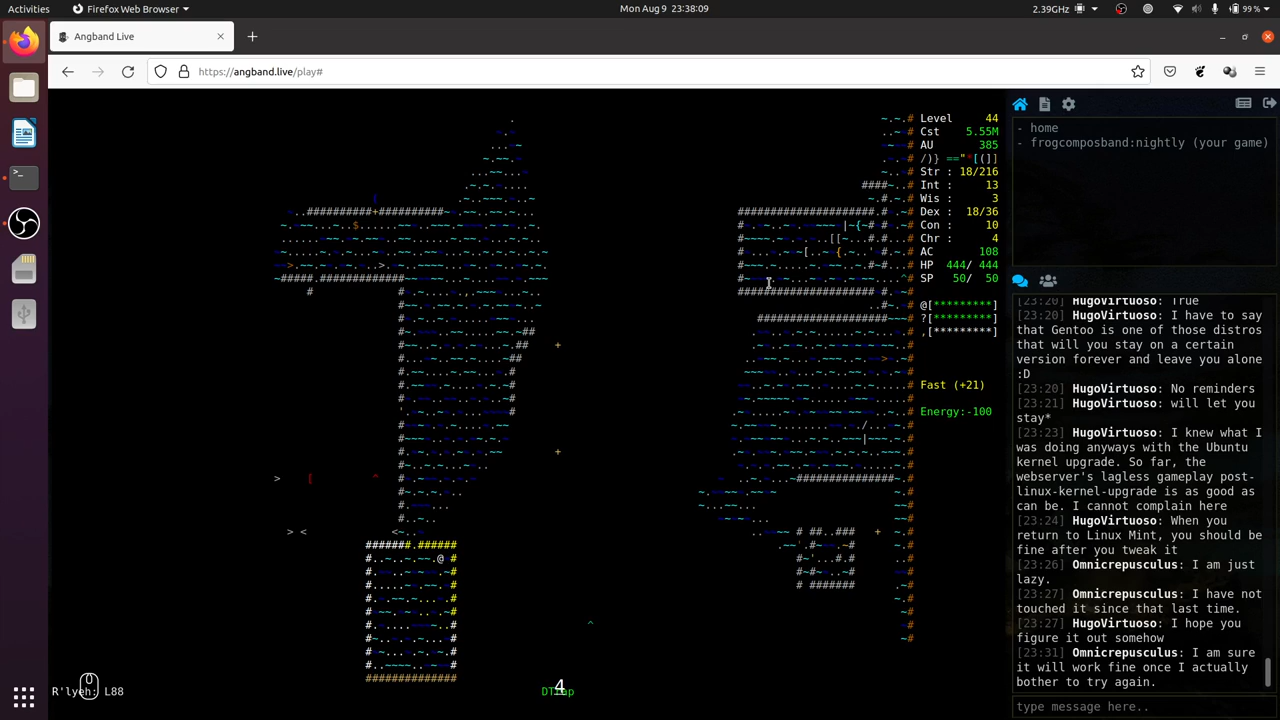 Activities
Firefox Web Browser
Mon Aug 9 23:38:09
2.39GHz
99 %
Angband Live
https://angband.live/play#
Level 44
Cst 5.55M
AU 385
/)} =="*[(]]
Str : 18/216
Int : 13
Wis : 3
Dex : 18/36
Con : 10
Chr : 4
AC 108
HP 444/ 444
SP 50/ 50
@[*********]
?[*********]
,[*********]
Fast (+21)
Energy:-100
R'lyeh: L88
DTrap
4
- home
- frogcomposband:nightly (your game)
[23:20] HugoVirtuoso: True
[23:20] HugoVirtuoso: I have to say
that Gentoo is one of those distros
that will you stay on a certain
version forever and leave you alone
:D
[23:20] HugoVirtuoso: No reminders
[23:21] HugoVirtuoso: will let you
stay*
[23:23] HugoVirtuoso: I knew what I
was doing anyways with the Ubuntu
kernel upgrade. So far, the
webserver's lagless gameplay post-
linux-kernel-upgrade is as good as
can be. I cannot complain here
[23:24] HugoVirtuoso: When you
return to Linux Mint, you should be
fine after you tweak it
[23:26] Omnicrepusculus: I am just
lazy.
[23:27] Omnicrepusculus: I have not
touched it since that last time.
[23:27] HugoVirtuoso: I hope you
figure it out somehow
[23:31] Omnicrepusculus: I am sure
it will work fine once I actually
bother to try again.
type message here..